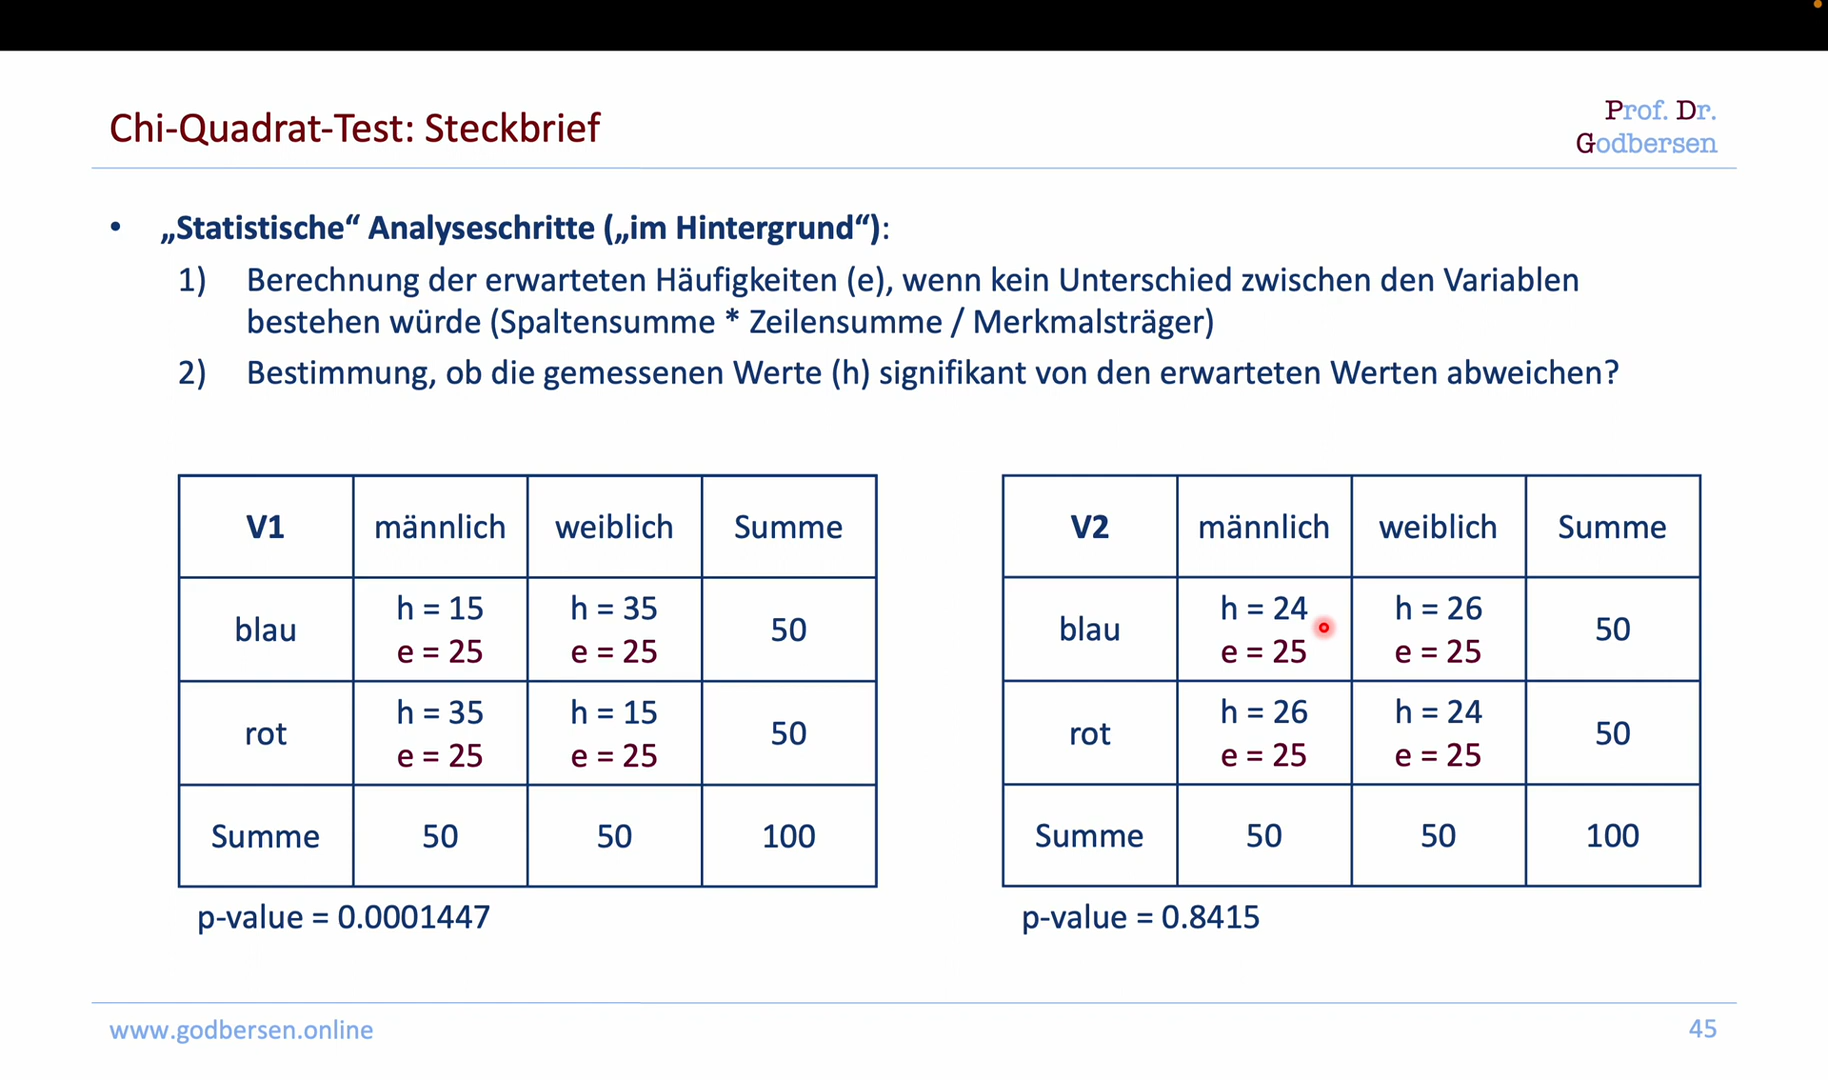 Chi-Quadrat-Test: Steckbrief
Prof. Dr.
Godbersen
• „Statistische“ Analyseschritte („im Hintergrund“):
1) Berechnung der erwarteten Häufigkeiten (e), wenn kein Unterschied zwischen den Variablen
bestehen würde (Spaltensumme * Zeilensumme / Merkmalsträger)
2) Bestimmung, ob die gemessenen Werte (h) signifikant von den erwarteten Werten abweichen?
V1 männlich weiblich Summe
blau h = 15 h = 35 50
e = 25 e = 25
rot h = 35 h = 15 50
e = 25 e = 25
Summe 50 50 100
p-value = 0.0001447
V2 männlich weiblich Summe
blau h = 24 h = 26 50
e = 25 e = 25
rot h = 26 h = 24 50
e = 25 e = 25
Summe 50 50 100
p-value = 0.8415
www.godbersen.online
45